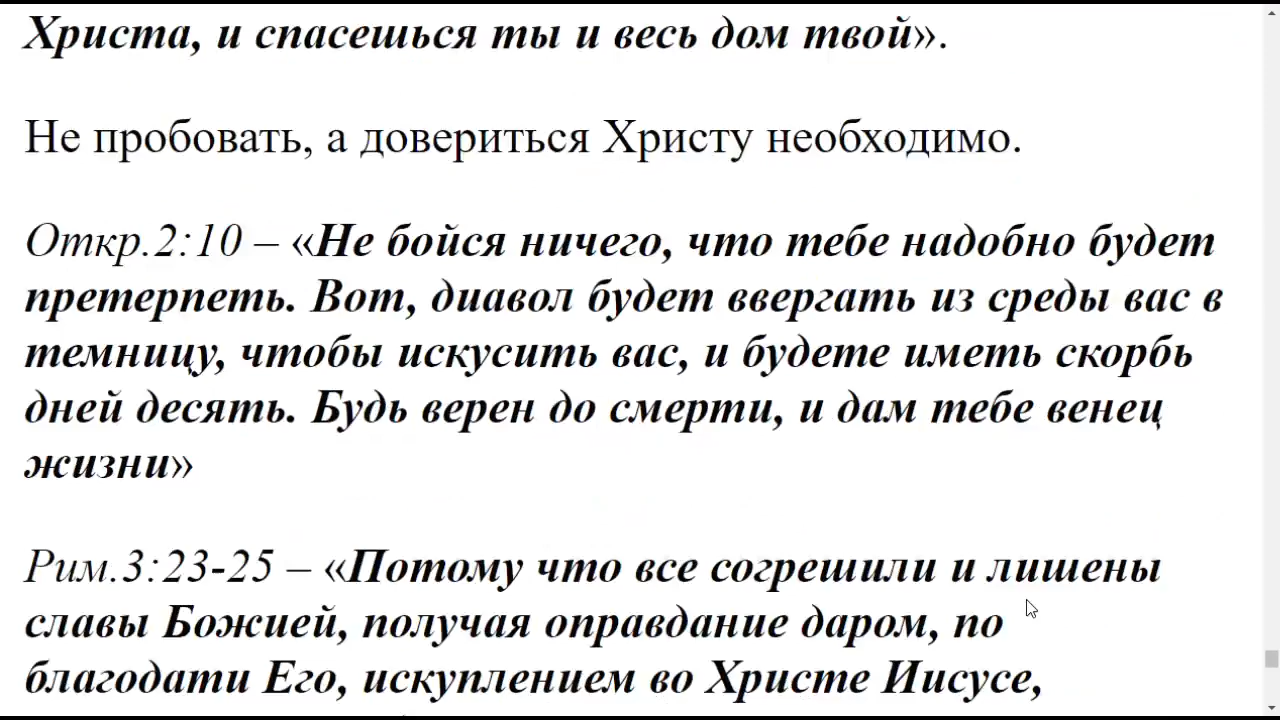 Христа, и спасешься ты и весь дом твой».
Не пробовать, а довериться Христу необходимо.
Откр.2:10 – «Не бойся ничего, что тебе надобно будет
претерпеть. Вот, диавол будет ввергать из среды вас в
темницу, чтобы искусить вас, и будете иметь скорбь
дней десять. Будь верен до смерти, и дам тебе венец
жизни»
Рим.3:23-25 – «Потому что все согрешили и лишены
славы Божией, получая оправдание даром, по
благодати Его, искуплением во Христе Иисусе,